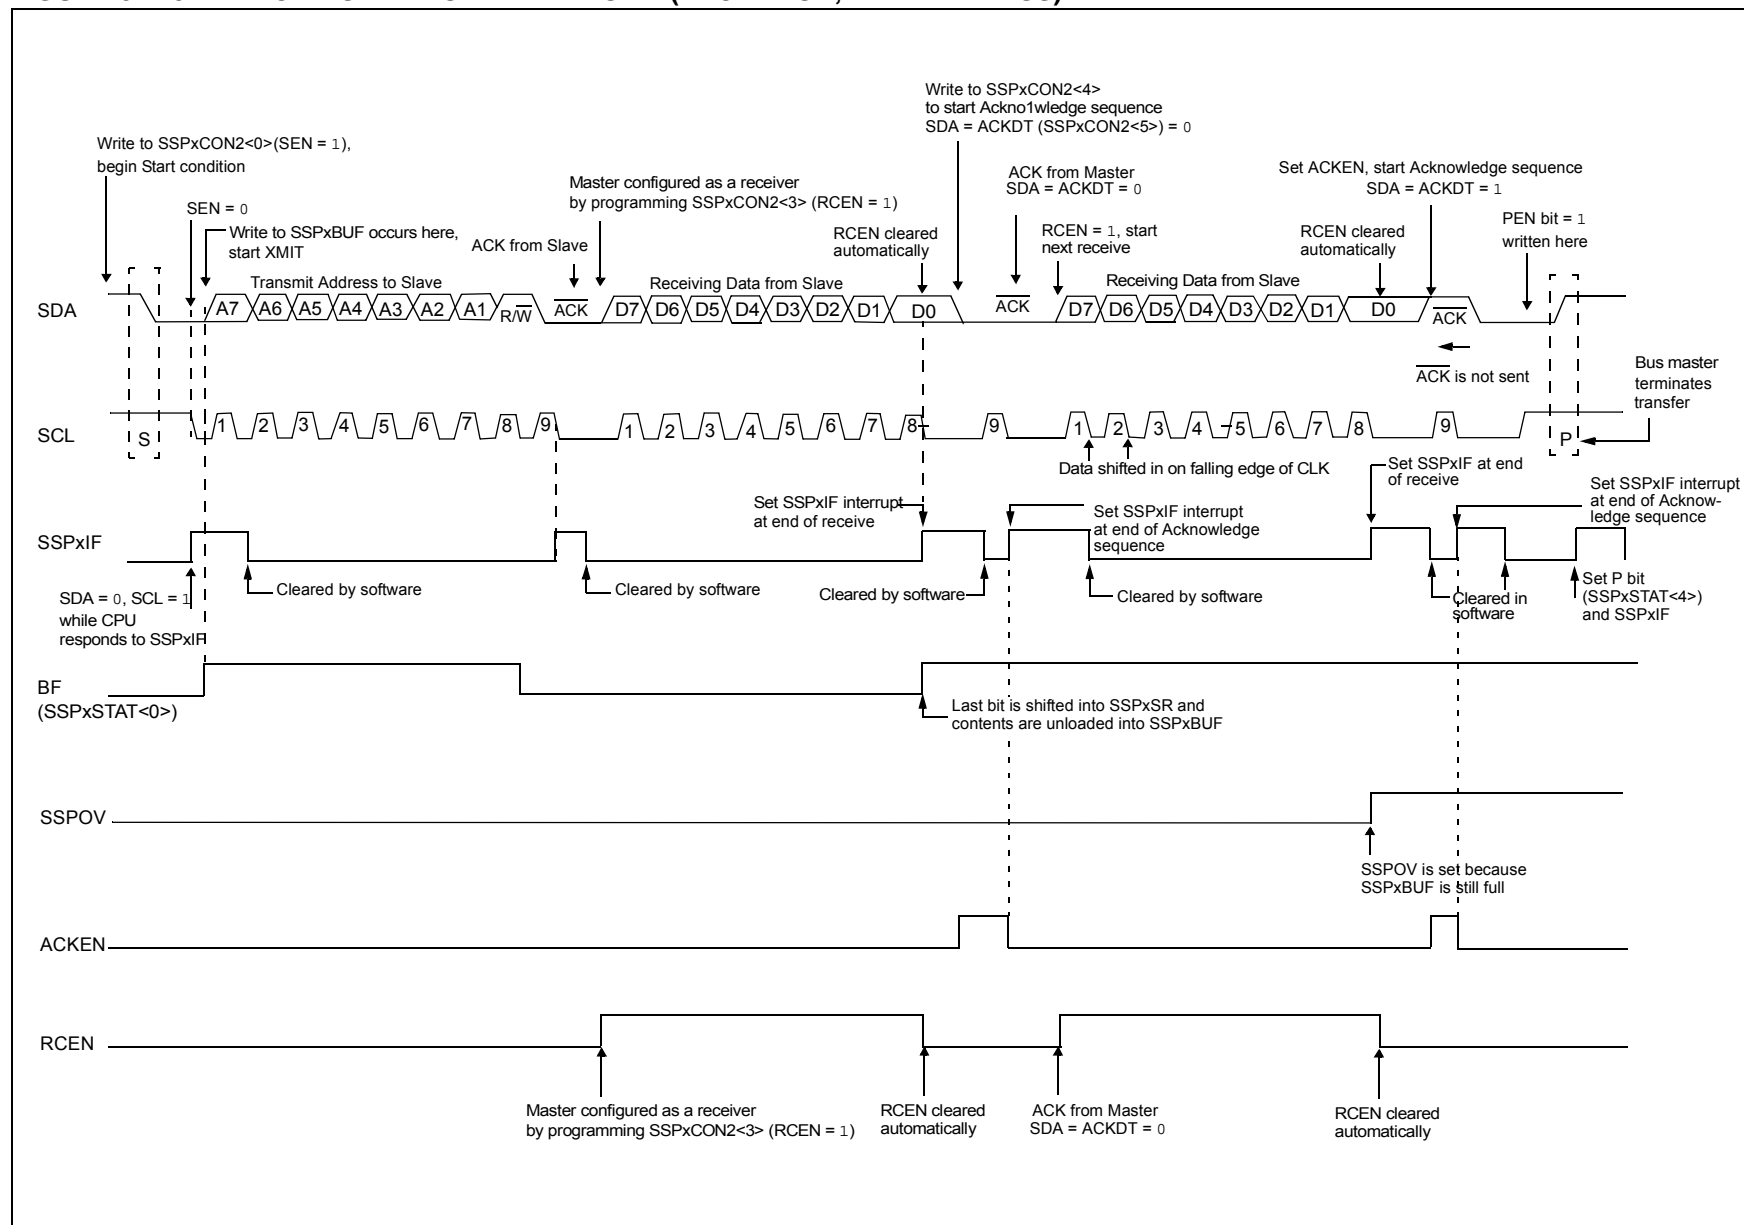 Write to SSPxCON2<4>
to start Ackno1wledge sequence
SDA = ACKDT (SSPxCON2<5>) = 0
Write to SSPxCON2<0>(SEN = 1),
begin Start condition
Master configured as a receiver
by programming SSPxCON2<3> (RCEN = 1)
ACK from Master
SDA = ACKDT = 0
Set ACKEN, start Acknowledge sequence
SDA = ACKDT = 1
SEN = 0
Write to SSPxBUF occurs here,
start XMIT
ACK from Slave
RCEN cleared
automatically
RCEN = 1, start
next receive
RCEN cleared
automatically
PEN bit = 1
written here
Transmit Address to Slave
Receiving Data from Slave
Receiving Data from Slave
SDA A7 A6 A5 A4 A3 A2 A1 R/W ACK D7 D6 D5 D4 D3 D2 D1 D0 ACK D7 D6 D5 D4 D3 D2 D1 D0 ACK
ACK is not sent
Bus master
terminates
transfer
SCL S 1 2 3 4 5 6 7 8 9 1 2 3 4 5 6 7 8 9 1 2 3 4 5 6 7 8 9 P
Data shifted in on falling edge of CLK
Set SSPxIF at end
of receive
Set SSPxIF interrupt
at end of receive
Set SSPxIF interrupt
at end of Acknowledge
sequence
Set SSPxIF interrupt
at end of Acknow-
ledge sequence
SSPxIF
SDA = 0, SCL = 1
while CPU
responds to SSPxIF
Cleared by software
Cleared by software
Cleared by software
Cleared by software
Cleared in
software
Set P bit
(SSPxSTAT<4>)
and SSPxIF
BF
(SSPxSTAT<0>)
Last bit is shifted into SSPxSR and
contents are unloaded into SSPxBUF
SSPOV
SSPOV is set because
SSPxBUF is still full
ACKEN
RCEN
Master configured as a receiver
by programming SSPxCON2<3> (RCEN = 1)
RCEN cleared
automatically
ACK from Master
SDA = ACKDT = 0
RCEN cleared
automatically